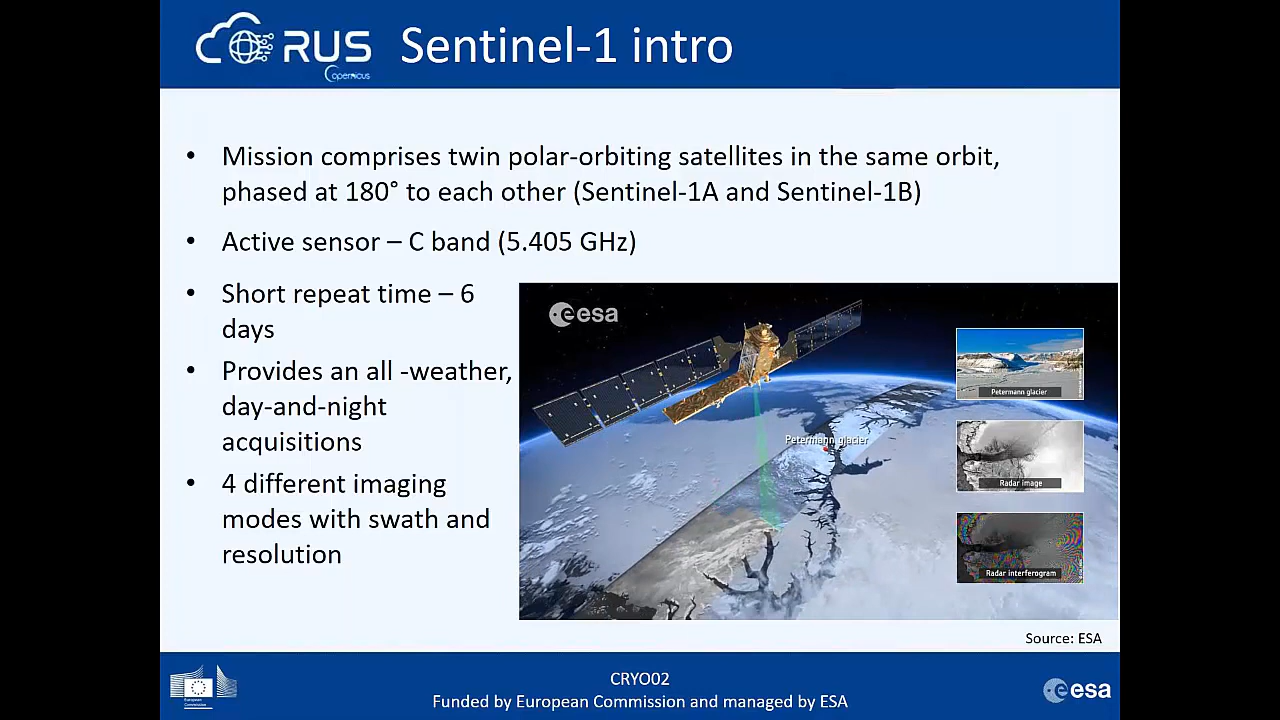 RUS
Copernicus
Sentinel-1 intro
• Mission comprises twin polar-orbiting satellites in the same orbit,
phased at 180° to each other (Sentinel-1A and Sentinel-1B)
• Active sensor – C band (5.405 GHz)
• Short repeat time – 6
days
• Provides an all -weather,
day-and-night
acquisitions
• 4 different imaging
modes with swath and
resolution
esa
Petermann glacier
Petermann glacier
Radar image
Radar interferogram
Source: ESA
European
Commission
CRYO02
Funded by European Commission and managed by ESA
esa